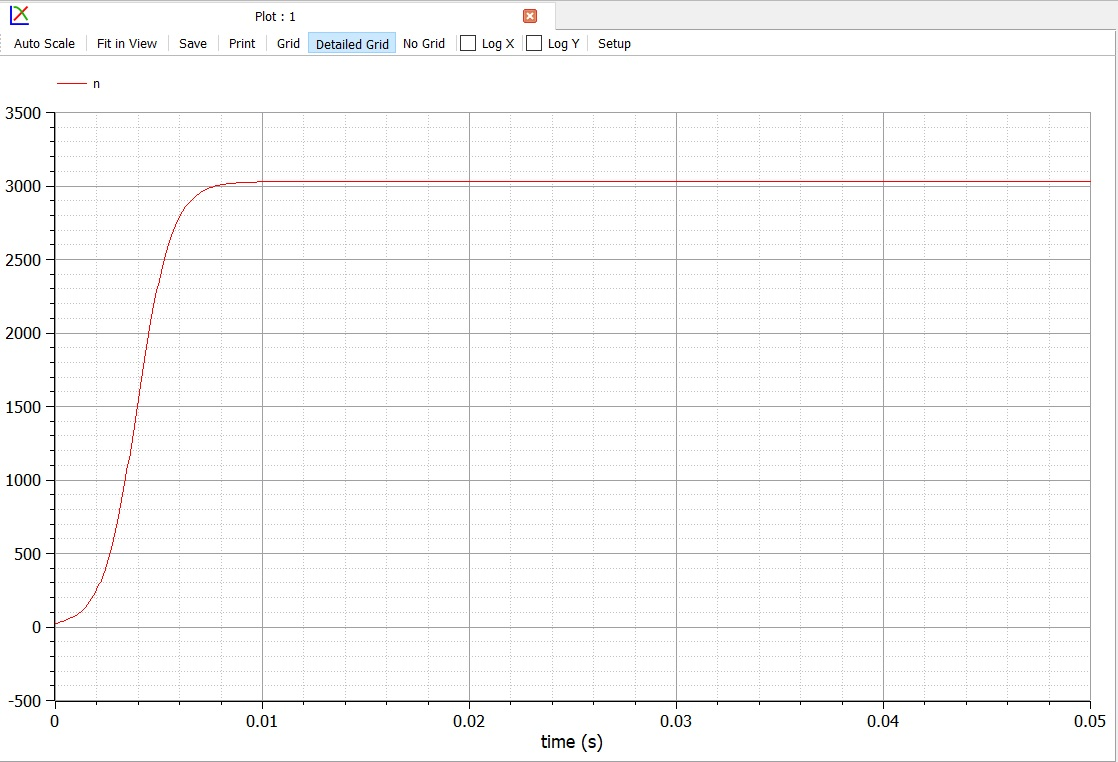 Plot : 1
Auto Scale Fit in View Save Print Grid Detailed Grid No Grid Log X Log Y Setup
n
3500
3000
2500
2000
1500
1000
500
0
-500
0 0.01 0.02 0.03 0.04 0.05
time (s)